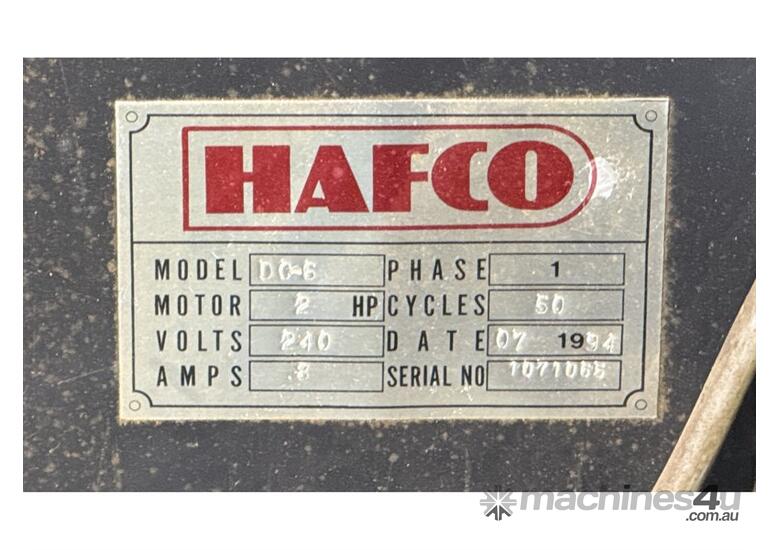 HAFCO
MODEL DC-6 PHASE 1
MOTOR 2 HP CYCLES 50
VOLTS 240 DATE 07 1994
AMPS 8 SERIAL NO 1071065
machines4u
.com.au